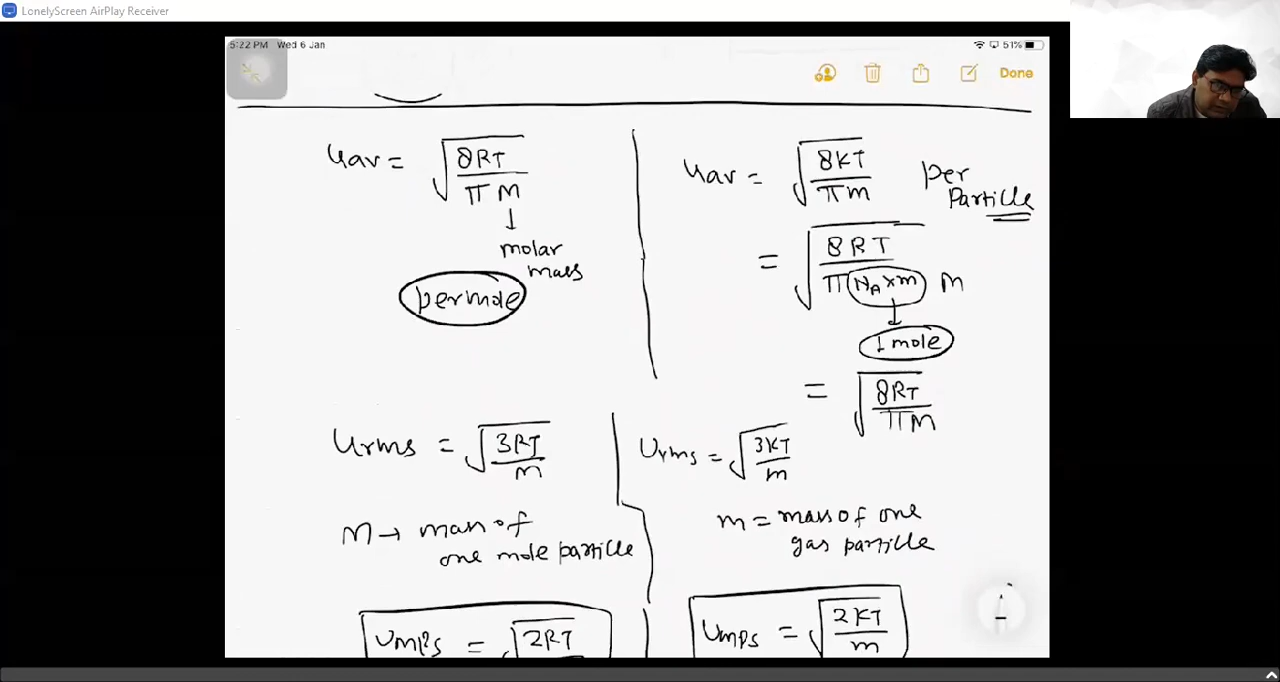 LonelyScreen AirPlay Receiver
5:22 PM Wed 6 Jan
51%
Done
Uav = √(8RT/πM)
↓
molar
mass
per mole
Uav = √(8KT/πm) per
particle
= √(8RT/π NA×m) M
↓
1 mole
= √(8RT/πM)
Urms = √(3RT/M)
M → mass of
one mole particle
Urms = √(3KT/m)
m = mass of one
gas particle
Umps = √2RT
Umps = √(2KT/m)